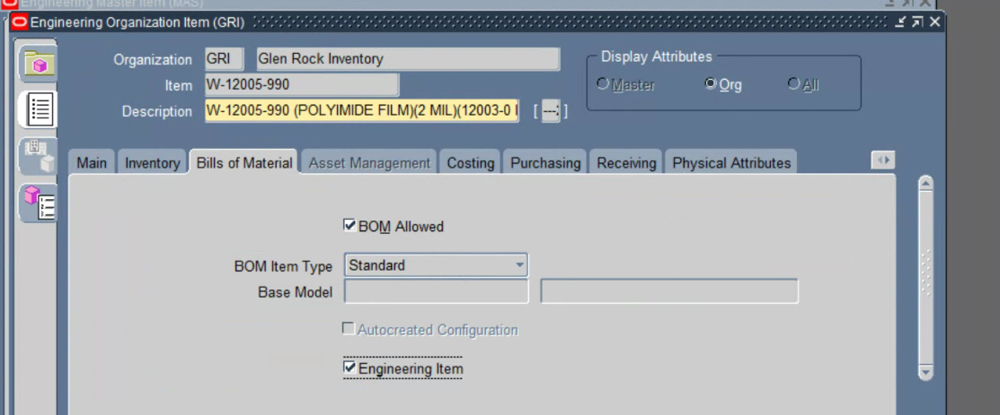 Engineering Master Item (MAS)
Engineering Organization Item (GRI)
Organization GRI Glen Rock Inventory
Display Attributes
Item W-12005-990
Master Org All
Description W-12005-990 (POLYIMIDE FILM)(2 MIL)(12003-0 [ ]
Main Inventory Bills of Material Asset Management Costing Purchasing Receiving Physical Attributes
BOM Allowed
BOM Item Type Standard
Base Model
Autocreated Configuration
Engineering Item